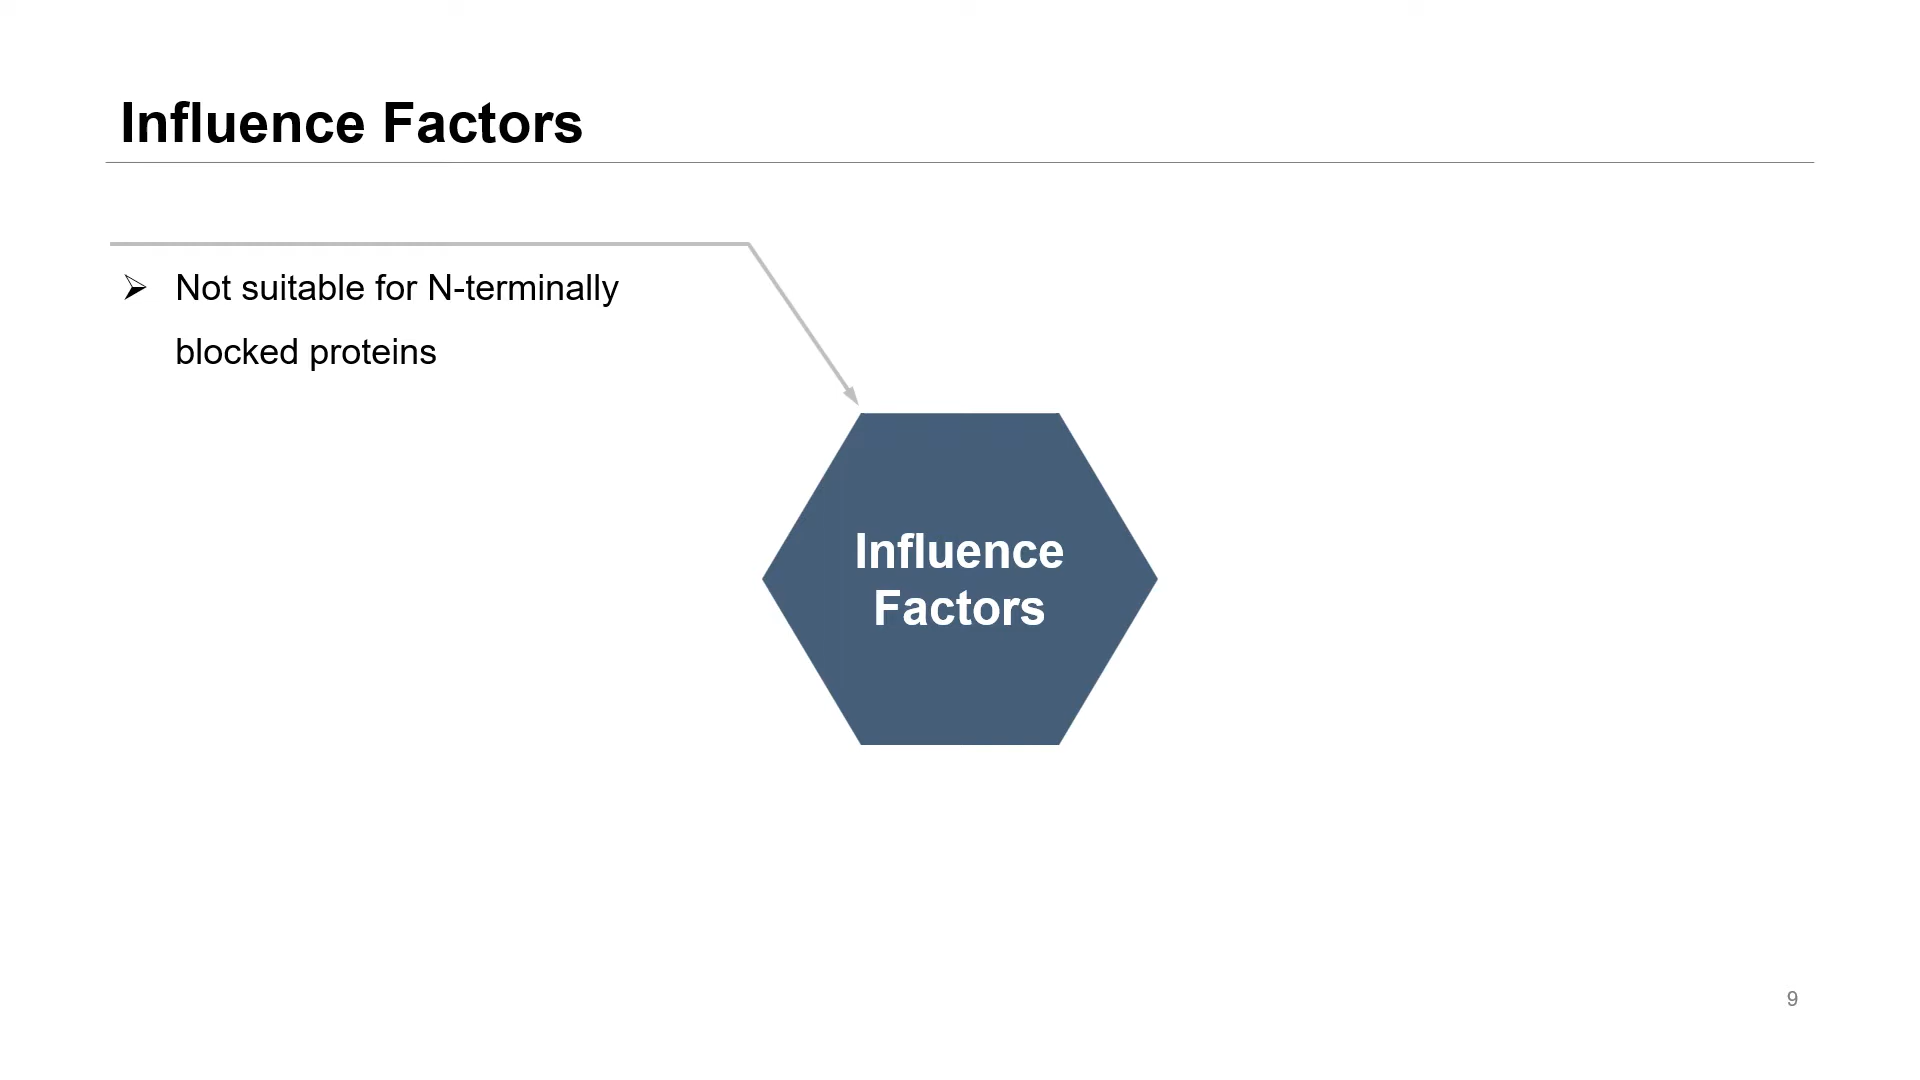 Influence Factors
Not suitable for N-terminally
blocked proteins
Influence
Factors
9